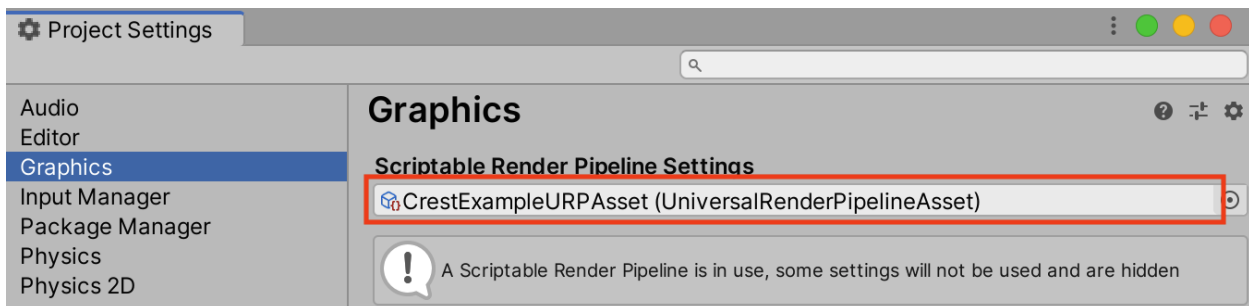 Project Settings
Audio
Editor
Graphics
Input Manager
Package Manager
Physics
Physics 2D
Graphics
Scriptable Render Pipeline Settings
CrestExampleURPAsset (UniversalRenderPipelineAsset)
A Scriptable Render Pipeline is in use, some settings will not be used and are hidden